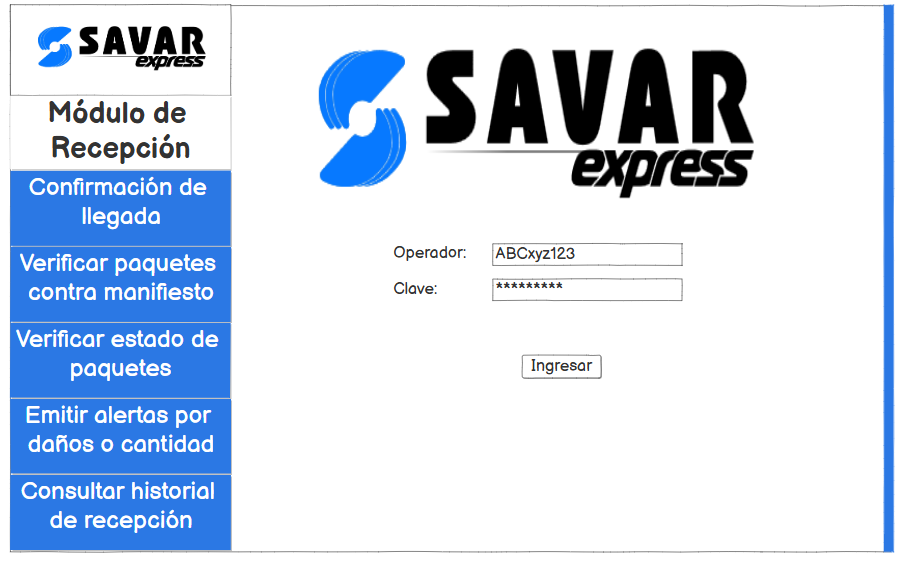 SAVAR
express
Módulo de
Recepción
Confirmación de
llegada
Verificar paquetes
contra manifiesto
Verificar estado de
paquetes
Emitir alertas por
daños o cantidad
Consultar historial
de recepción
SAVAR
express
Operador: ABCxyz123
Clave: *********
Ingresar